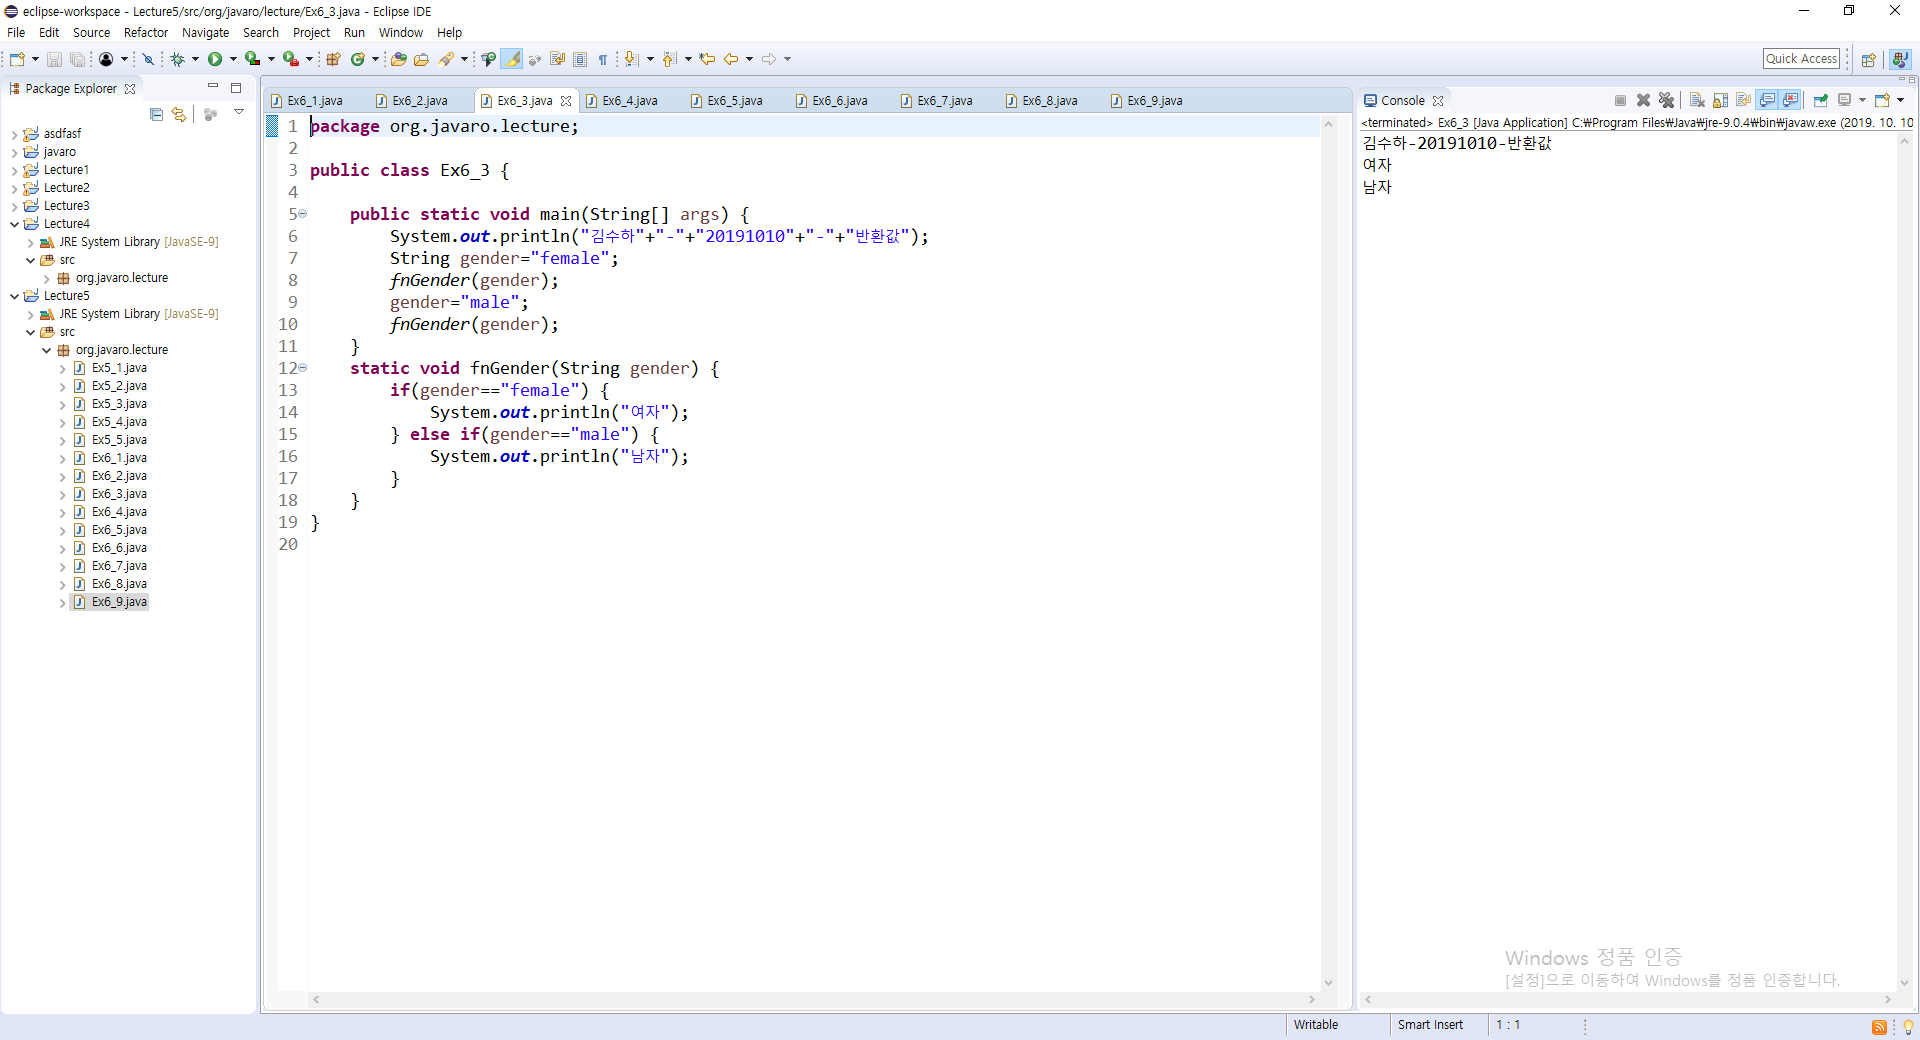 eclipse-workspace - Lecture5/src/org/javaro/lecture/Ex6_3.java - Eclipse IDE
File Edit Source Refactor Navigate Search Project Run Window Help
Quick Access
Package Explorer
asdfasf
javaro
Lecture1
Lecture2
Lecture3
Lecture4
JRE System Library [JavaSE-9]
src
org.javaro.lecture
Lecture5
JRE System Library [JavaSE-9]
src
org.javaro.lecture
Ex5_1.java
Ex5_2.java
Ex5_3.java
Ex5_4.java
Ex5_5.java
Ex6_1.java
Ex6_2.java
Ex6_3.java
Ex6_4.java
Ex6_5.java
Ex6_6.java
Ex6_7.java
Ex6_8.java
Ex6_9.java
Ex6_1.java Ex6_2.java Ex6_3.java Ex6_4.java Ex6_5.java Ex6_6.java Ex6_7.java Ex6_8.java Ex6_9.java
1 package org.javaro.lecture;
2
3 public class Ex6_3 {
4
5 public static void main(String[] args) {
6 System.out.println("김수하"+"-"+"20191010"+"-"+"반환값");
7 String gender="female";
8 fnGender(gender);
9 gender="male";
10 fnGender(gender);
11 }
12 static void fnGender(String gender) {
13 if(gender=="female") {
14 System.out.println("여자");
15 } else if(gender=="male") {
16 System.out.println("남자");
17 }
18 }
19 }
20
Console
<terminated> Ex6_3 [Java Application] C:₩Program Files₩Java₩jre-9.0.4₩bin₩javaw.exe (2019. 10. 10
김수하-20191010-반환값
여자
남자
Windows 정품 인증
[설정]으로 이동하여 Windows를 정품 인증합니다.
Writable Smart Insert 1 : 1